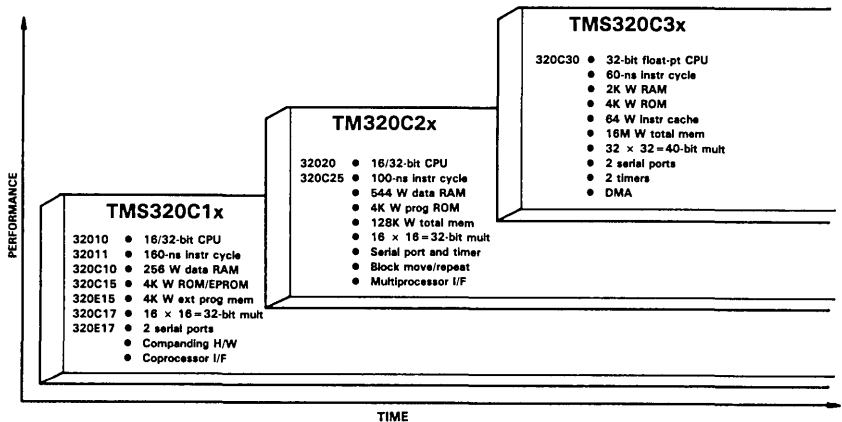 PERFORMANCE
TMS320C1x
32010 ● 16/32-bit CPU
32011 ● 160-ns instr cycle
320C10 ● 256 W data RAM
320C15 ● 4K W ROM/EPROM
320E15 ● 4K W ext prog mem
320C17 ● 16 × 16=32-bit mult
320E17 ● 2 serial ports
● Companding H/W
● Coprocessor I/F
TM320C2x
32020 ● 16/32-bit CPU
320C25 ● 100-ns instr cycle
● 544 W data RAM
● 4K W prog ROM
● 128K W total mem
● 16 × 16=32-bit mult
● Serial port and timer
● Block move/repeat
● Multiprocessor I/F
TMS320C3x
320C30 ● 32-bit float-pt CPU
● 60-ns instr cycle
● 2K W RAM
● 4K W ROM
● 64 W instr cache
● 16M W total mem
● 32 × 32=40-bit mult
● 2 serial ports
● 2 timers
● DMA
TIME